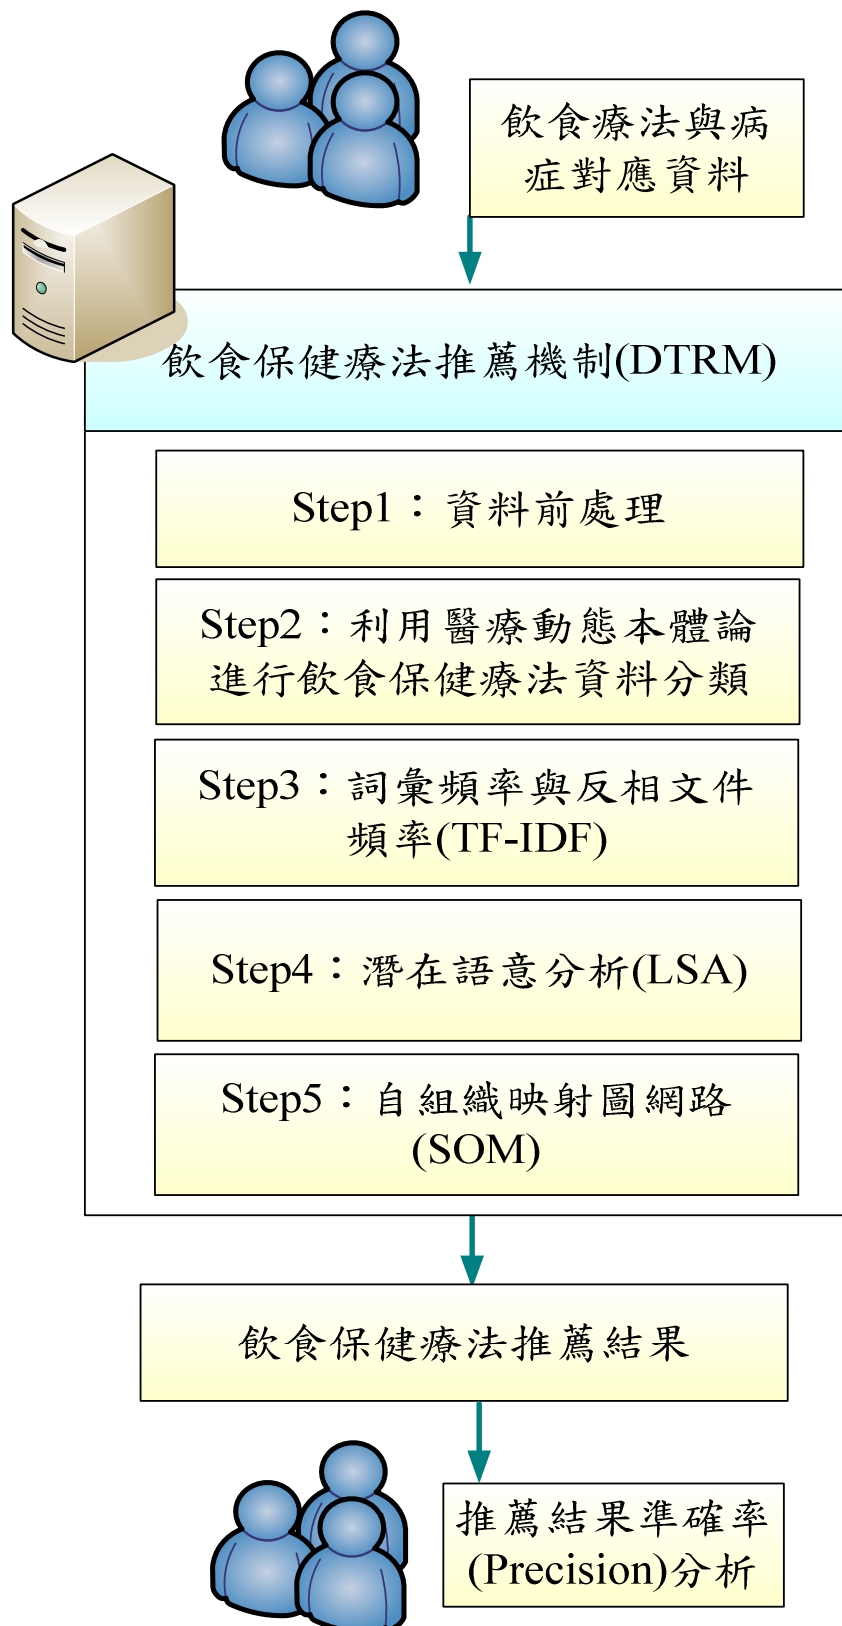 飲食療法與病
症對應資料
飲食保健療法推薦機制(DTRM)
Step1：資料前處理
Step2：利用醫療動態本體論
進行飲食保健療法資料分類
Step3：詞彙頻率與反相文件
頻率(TF-IDF)
Step4：潛在語意分析(LSA)
Step5：自組織映射圖網路
(SOM)
飲食保健療法推薦結果
推薦結果準確率
(Precision)分析